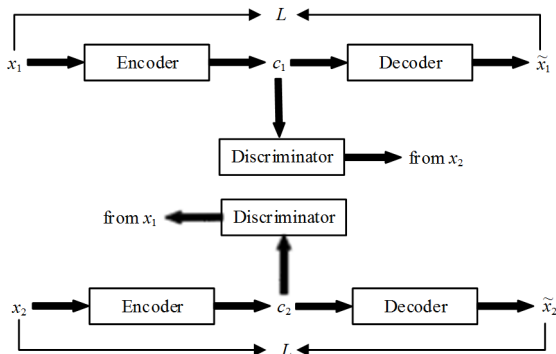 L
x₁ Encoder c₁ Decoder x̃₁
Discriminator from x₂
from x₁ Discriminator
x₂ Encoder c₂ Decoder x̃₂
L